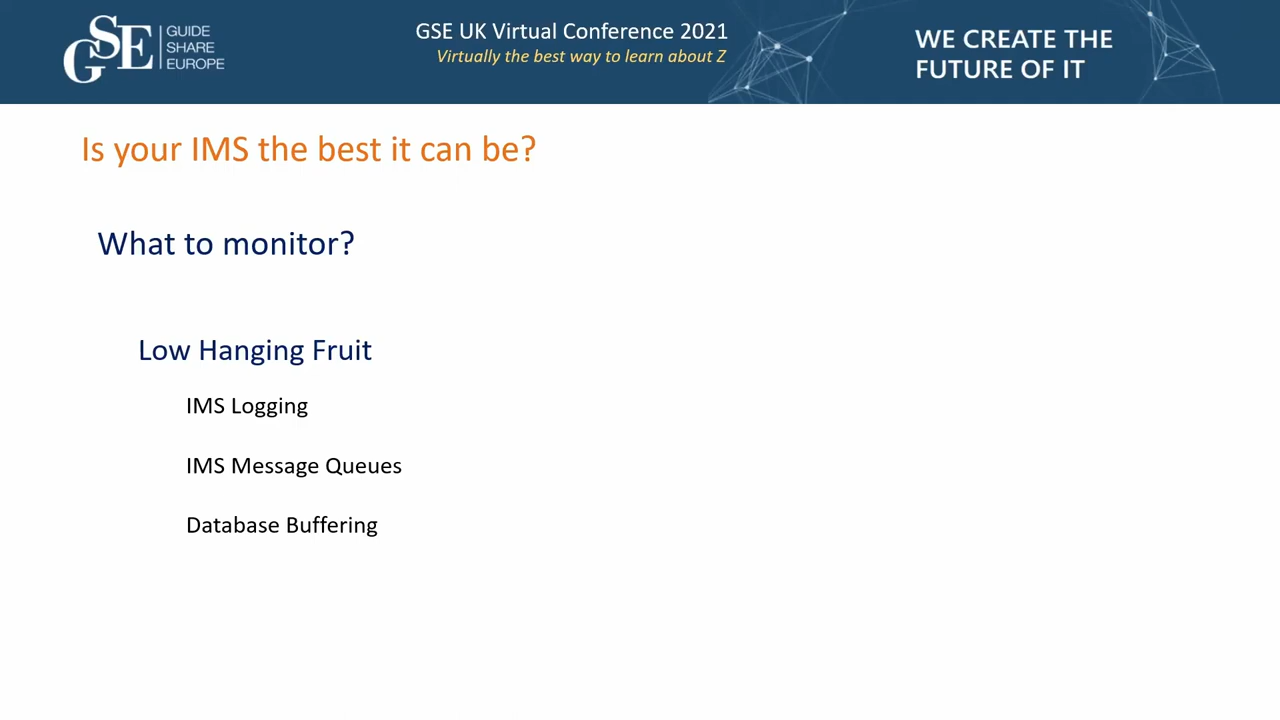 GSE
GUIDE
SHARE
EUROPE
GSE UK Virtual Conference 2021
Virtually the best way to learn about Z
WE CREATE THE
FUTURE OF IT
Is your IMS the best it can be?
What to monitor?
Low Hanging Fruit
IMS Logging
IMS Message Queues
Database Buffering